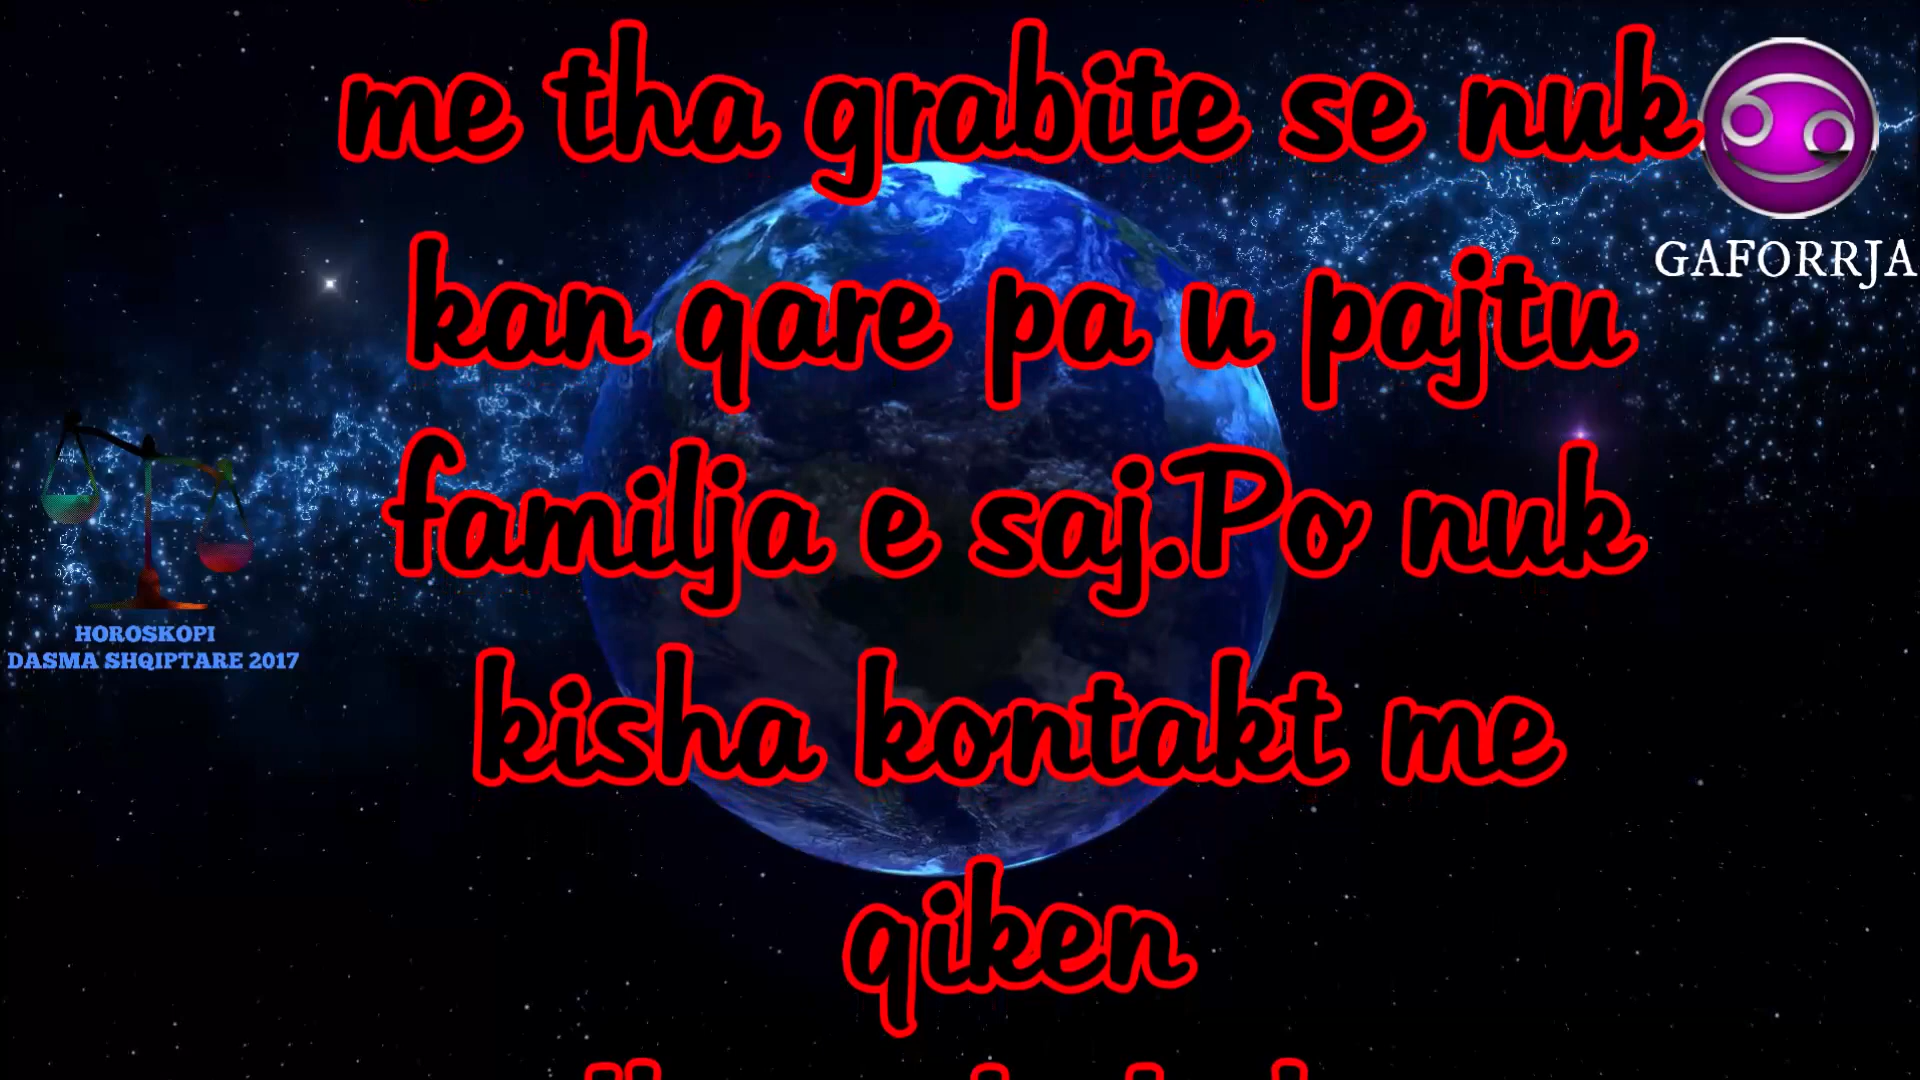 me tha grabite se nuk
kan qare pa u pajtu
familja e saj.Po nuk
kisha kontakt me
qiken
GAFORRJA
HOROSKOPI
DASMA SHQIPTARE 2017